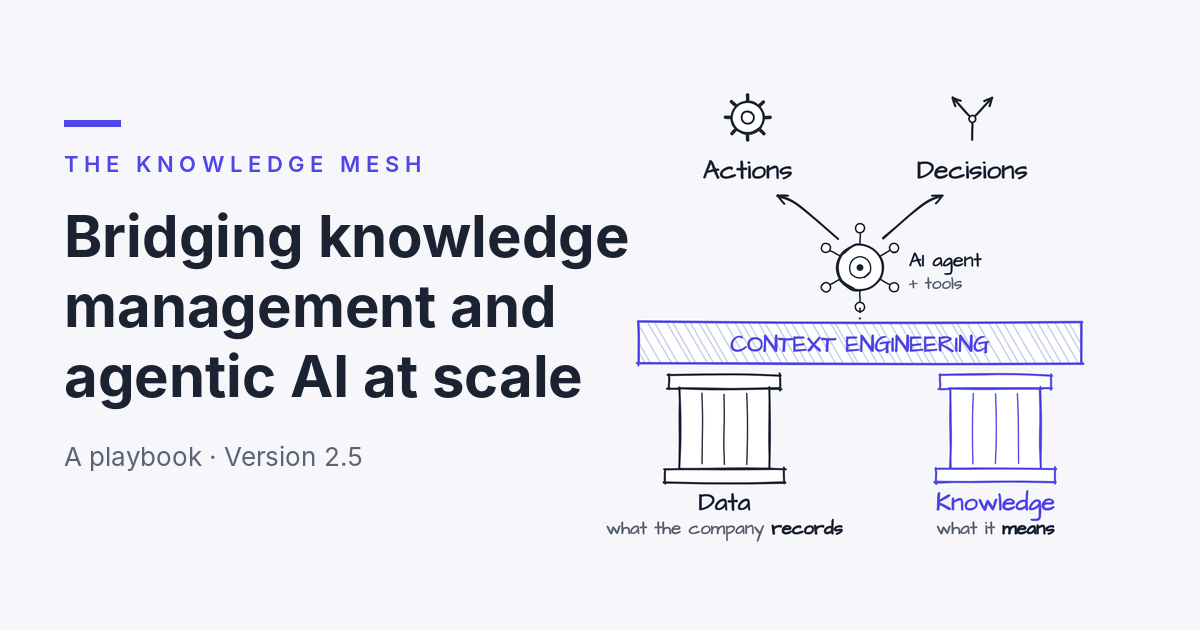 THE KNOWLEDGE MESH
Bridging knowledge
management and
agentic AI at scale
A playbook · Version 2.5
Actions
Decisions
AI agent
+ tools
CONTEXT ENGINEERING
Data
what the company records
Knowledge
what it means